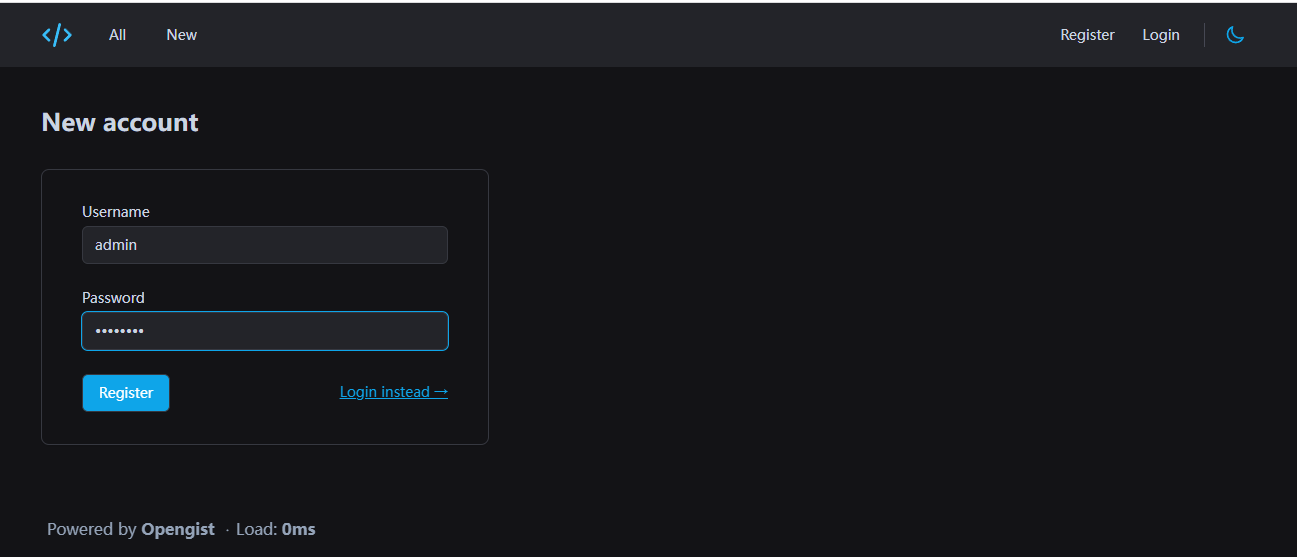 </> All New Register Login
New account
Username
admin
Password
••••••••
Register Login instead →
Powered by Opengist · Load: 0ms